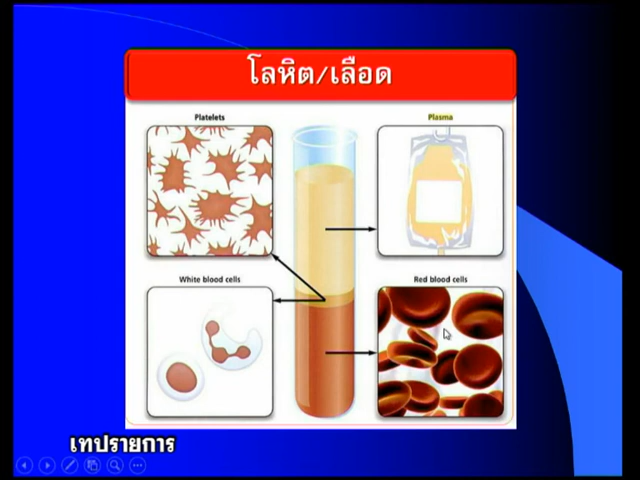 โลหิต/เลือด
Platelets
Plasma
White blood cells
Red blood cells
เทปรายการ